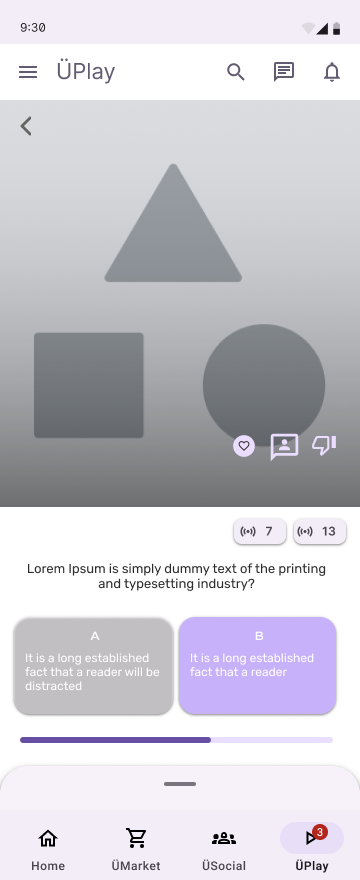 9:30
ÜPlay
7
13
Lorem Ipsum is simply dummy text of the printing
and typesetting industry?
A
It is a long established
fact that a reader will be
distracted
B
It is a long established
fact that a reader
3
Home
ÜMarket
ÜSocial
ÜPlay